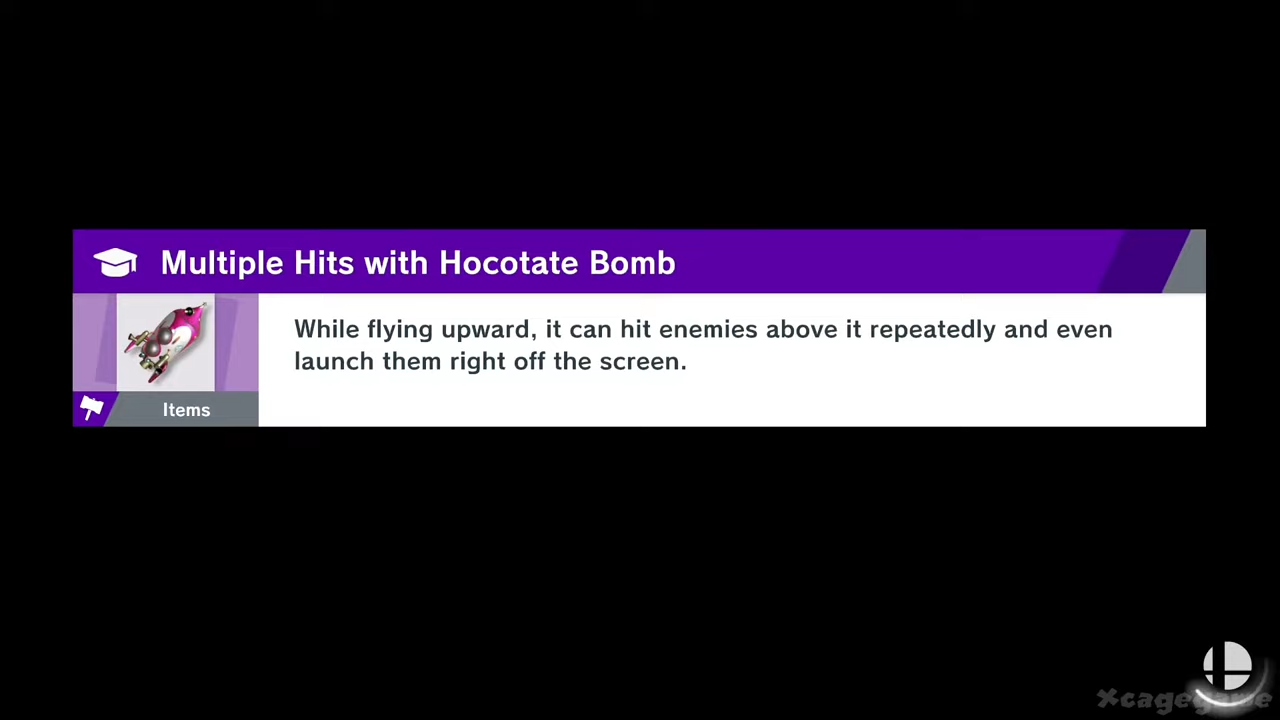 Multiple Hits with Hocotate Bomb
While flying upward, it can hit enemies above it repeatedly and even
launch them right off the screen.
Items
Xcagegame